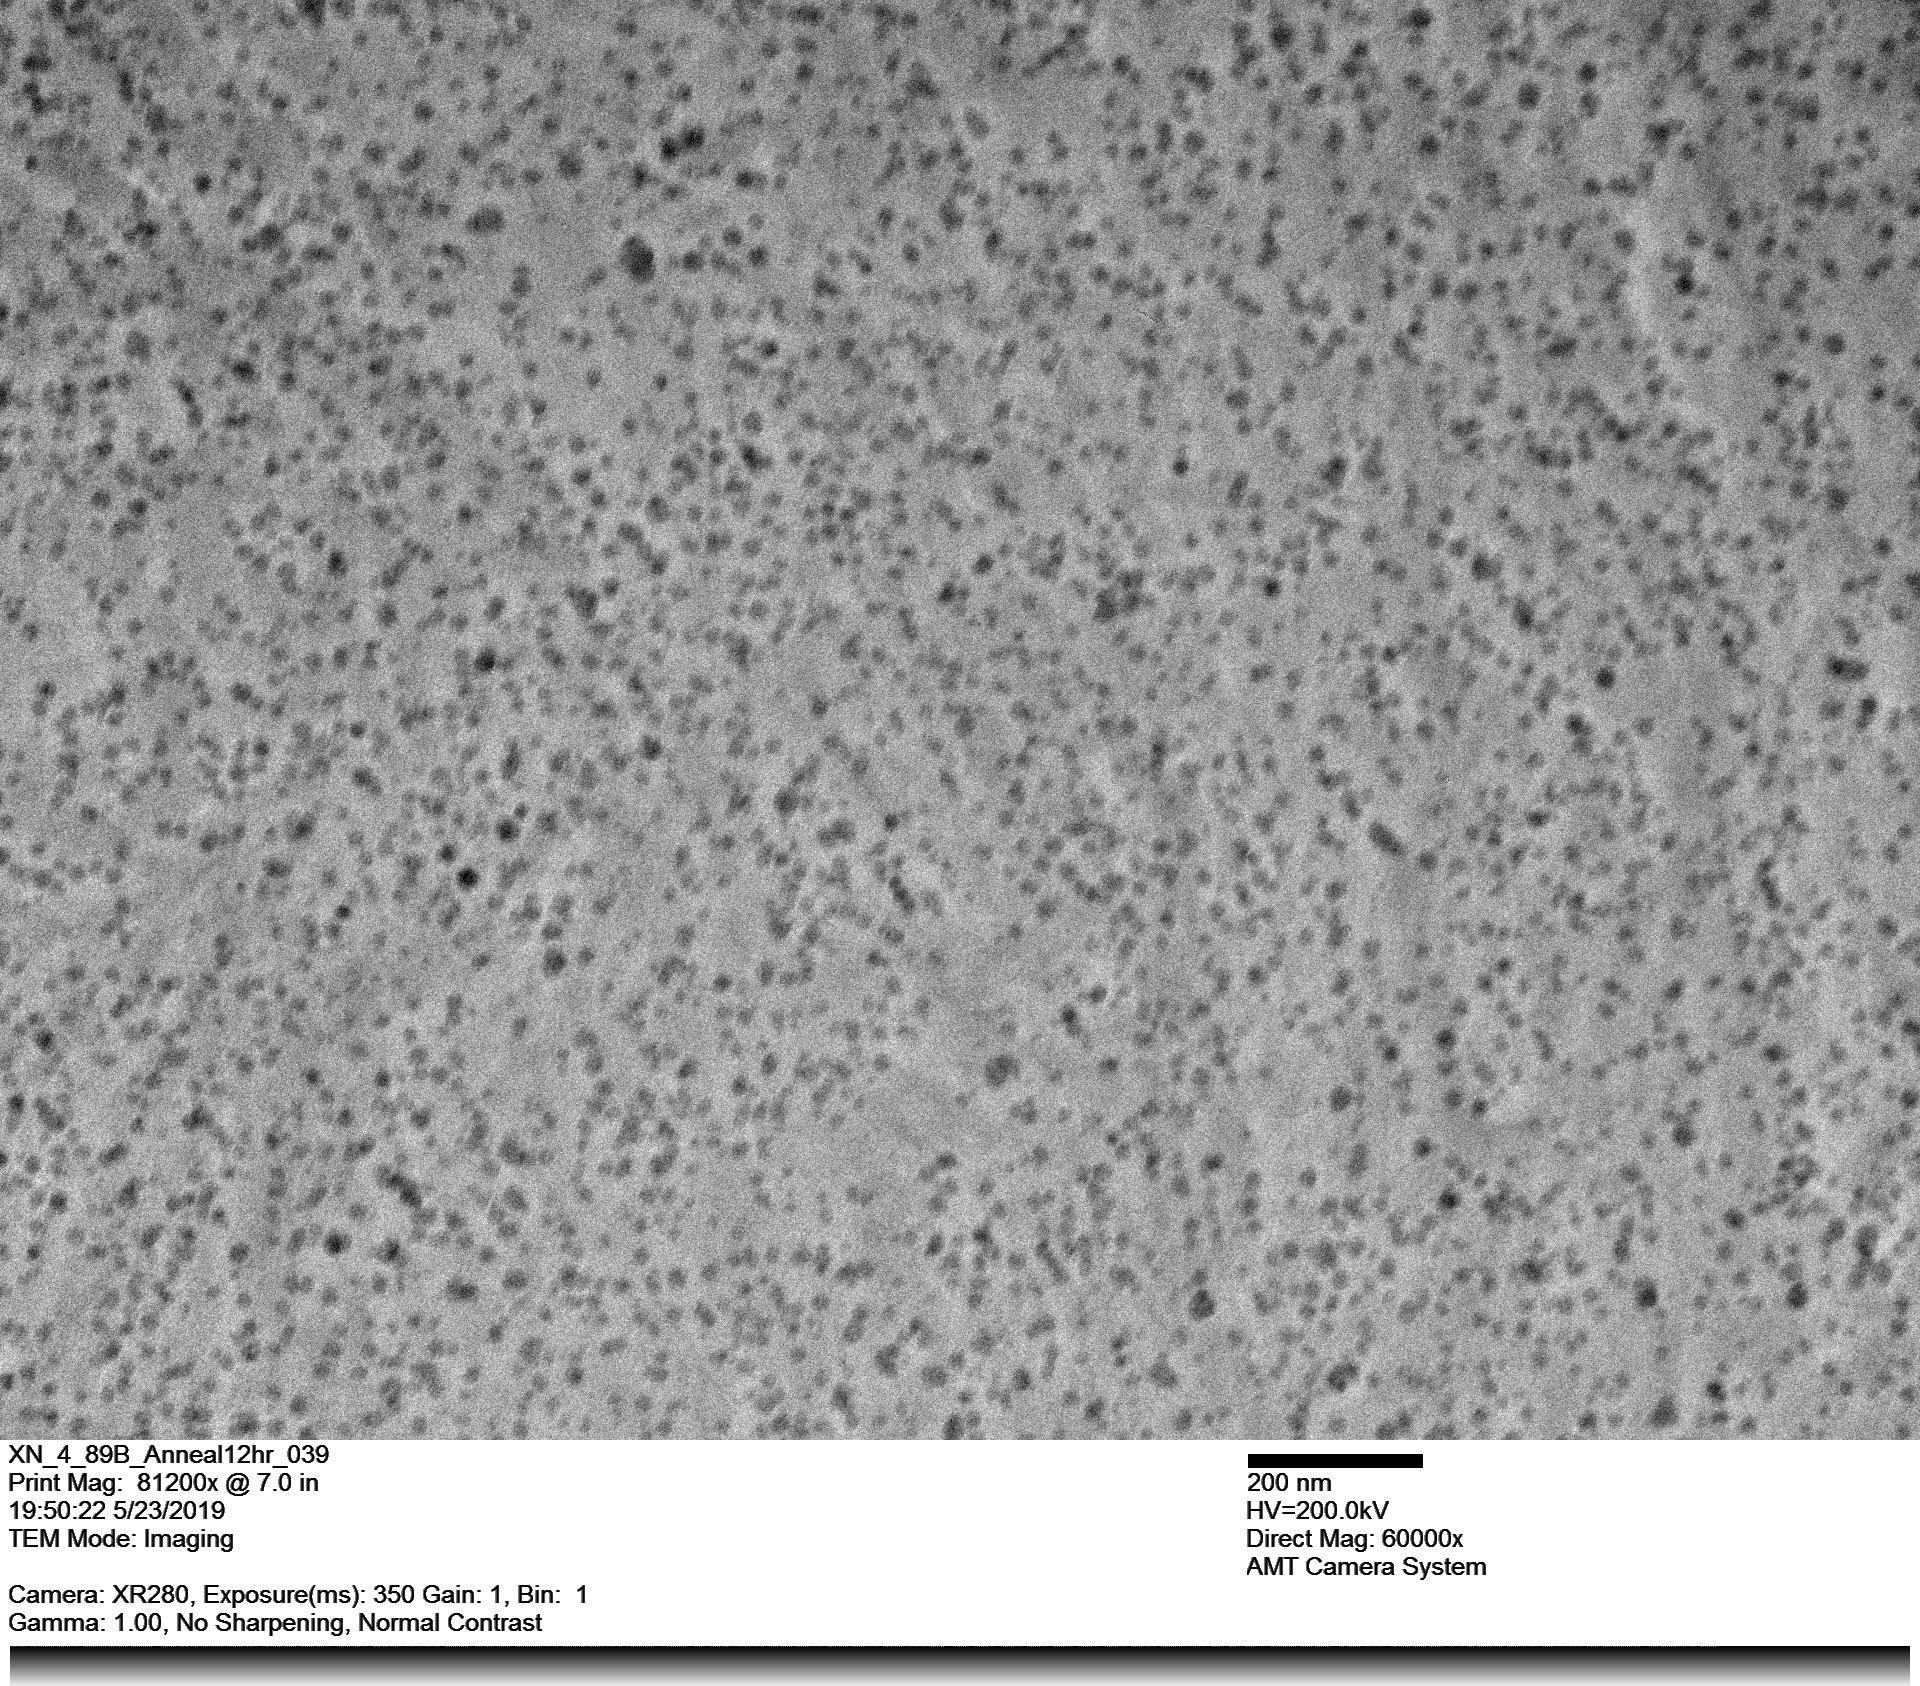 XN_4_89B_Anneal12hr_039
Print Mag:  81200x @ 7.0 in
19:50:22 5/23/2019
TEM Mode: Imaging
Camera: XR280, Exposure(ms): 350 Gain: 1, Bin:  1
Gamma: 1.00, No Sharpening, Normal Contrast
200 nm
HV=200.0kV
Direct Mag: 60000x
AMT Camera System